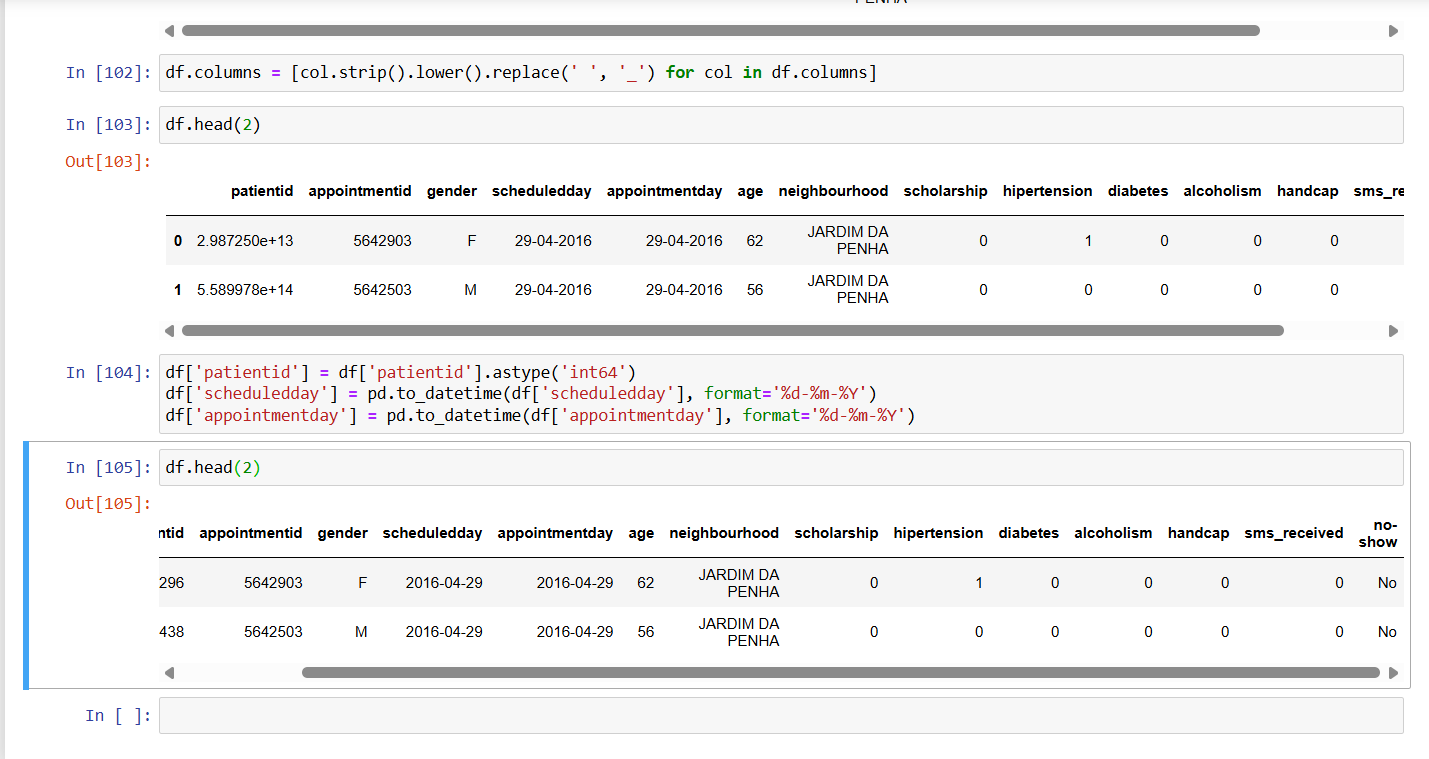 In [102]: df.columns = [col.strip().lower().replace(' ', '_') for col in df.columns]
In [103]: df.head(2)
Out[103]:
patientid appointmentid gender scheduledday appointmentday age neighbourhood scholarship hipertension diabetes alcoholism handcap sms_re
0 2.987250e+13 5642903 F 29-04-2016 29-04-2016 62 JARDIM DA PENHA 0 1 0 0 0
1 5.589978e+14 5642503 M 29-04-2016 29-04-2016 56 JARDIM DA PENHA 0 0 0 0 0
In [104]: df['patientid'] = df['patientid'].astype('int64')
df['scheduledday'] = pd.to_datetime(df['scheduledday'], format='%d-%m-%Y')
df['appointmentday'] = pd.to_datetime(df['appointmentday'], format='%d-%m-%Y')
In [105]: df.head(2)
Out[105]:
ntid appointmentid gender scheduledday appointmentday age neighbourhood scholarship hipertension diabetes alcoholism handcap sms_received no-show
296 5642903 F 2016-04-29 2016-04-29 62 JARDIM DA PENHA 0 1 0 0 0 0 No
438 5642503 M 2016-04-29 2016-04-29 56 JARDIM DA PENHA 0 0 0 0 0 0 No
In [ ]: